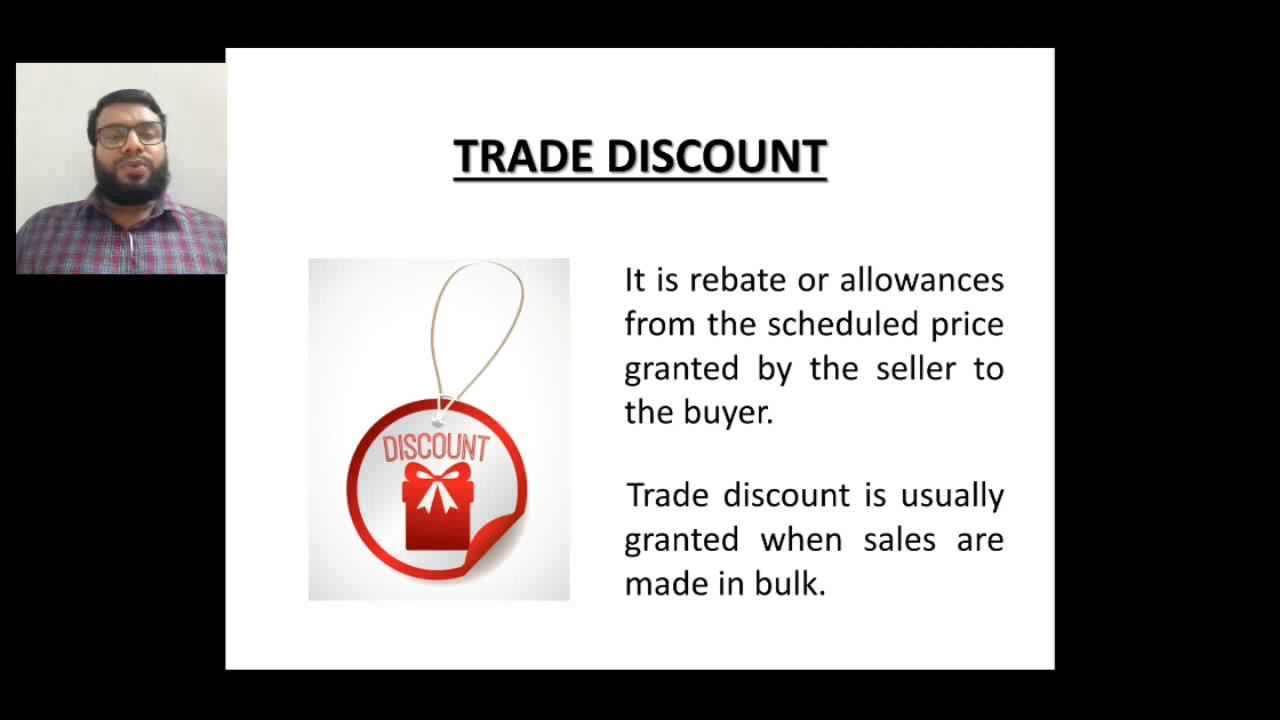 TRADE DISCOUNT
It is rebate or allowances
from the scheduled price
granted by the seller to
the buyer.
DISCOUNT
Trade discount is usually
granted when sales are
made in bulk.